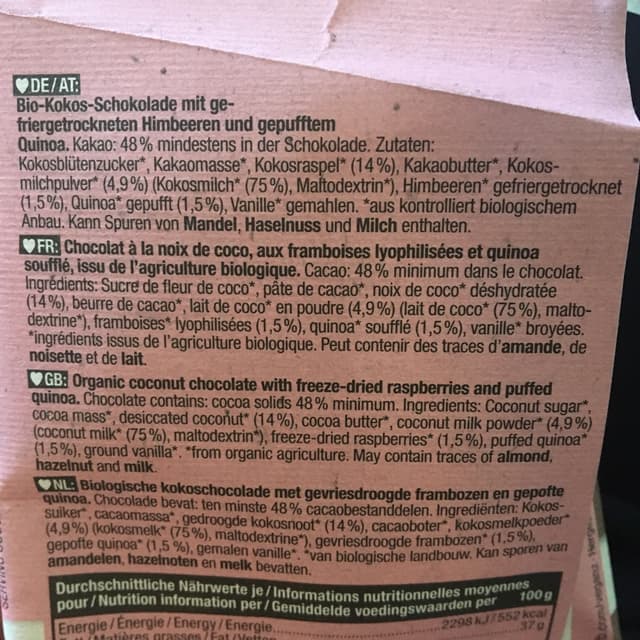 ♥DE/AT:
Bio-Kokos-Schokolade mit ge-
friergetrockneten Himbeeren und gepufftem
Quinoa. Kakao: 48 % mindestens in der Schokolade. Zutaten:
Kokosblütenzucker*, Kakaomasse*, Kokosraspel* (14 %), Kakaobutter*, Kokos-
milchpulver* (4,9 %) (Kokosmilch* (75 %), Maltodextrin*), Himbeeren* gefriergetrocknet
(1,5 %), Quinoa* gepufft (1,5 %), Vanille* gemahlen. *aus kontrolliert biologischem
Anbau. Kann Spuren von Mandel, Haselnuss und Milch enthalten.
♥FR: Chocolat à la noix de coco, aux framboises lyophilisées et quinoa
soufflé, issu de l'agriculture biologique. Cacao: 48 % minimum dans le chocolat.
Ingrédients: Sucre de fleur de coco*, pâte de cacao*, noix de coco* déshydratée
(14 %), beurre de cacao*, lait de coco* en poudre (4,9 %) (lait de coco* (75 %), malto-
dextrine*), framboises* lyophilisées (1,5 %), quinoa* soufflé (1,5 %), vanille* broyées.
*ingrédients issus de l'agriculture biologique. Peut contenir des traces d'amande, de
noisette et de lait.
♥GB: Organic coconut chocolate with freeze-dried raspberries and puffed
quinoa. Chocolate contains: cocoa solids 48 % minimum. Ingredients: Coconut sugar*,
cocoa mass*, desiccated coconut* (14 %), cocoa butter*, coconut milk powder* (4,9 %)
(coconut milk* (75 %), maltodextrin*), freeze-dried raspberries* (1,5 %), puffed quinoa*
(1,5 %), ground vanilla*. *from organic agriculture. May contain traces of almond,
hazelnut and milk.
♥NL: Biologische kokoschocolade met gevriesdroogde frambozen en gepofte
quinoa. Chocolade bevat: ten minste 48 % cacaobestanddelen. Ingrediënten: Kokos-
suiker*, cacaomassa*, gedroogde kokosnoot* (14 %), cacaoboter*, kokosmelkpoeder*
(4,9 %) (kokosmelk* (75 %), maltodextrine*), gevriesdroogde frambozen* (1,5 %),
gepofte quinoa* (1,5 %), gemalen vanille*. *van biologische landbouw. Kan sporen van
amandelen, hazelnoten en melk bevatten.
Durchschnittliche Nährwerte je / Informations nutritionnelles moyennes
pour / Nutrition information per / Gemiddelde voedingswaarden per 100 g
Energie / Énergie / Energy / Energie 2298 kJ / 552 kcal
Fett / Matières grasses / Fat / Vetten 37 g